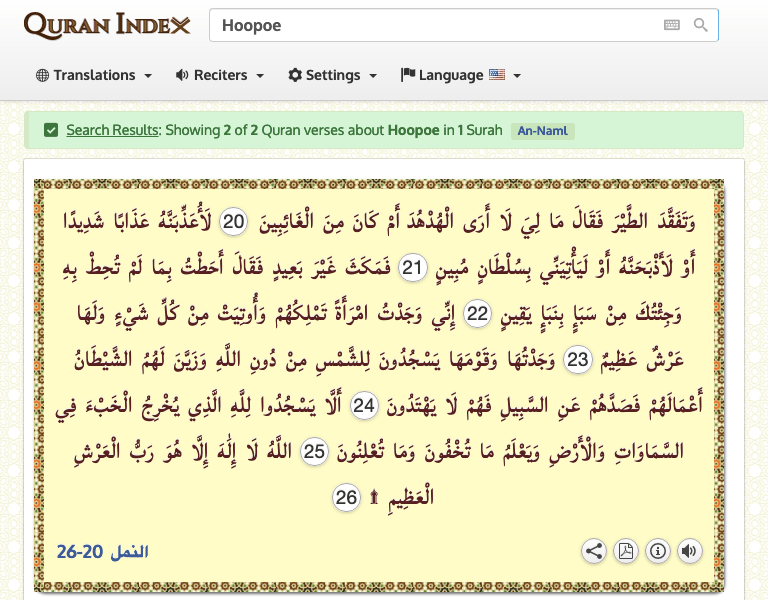 QURAN INDEX
Hoopoe
Translations Reciters Settings Language
Search Results: Showing 2 of 2 Quran verses about Hoopoe in 1 Surah An-Naml
وَتَفَقَّدَ الطَّيْرَ فَقَالَ مَا لِيَ لَا أَرَى الْهُدْهُدَ أَمْ كَانَ مِنَ الْغَائِبِينَ 20 لَأُعَذِّبَنَّهُ عَذَابًا شَدِيدًا
أَوْ لَأَذْبَحَنَّهُ أَوْ لَيَأْتِيَنِّي بِسُلْطَانٍ مُبِينٍ 21 فَمَكَثَ غَيْرَ بَعِيدٍ فَقَالَ أَحَطْتُ بِمَا لَمْ تُحِطْ بِهِ
وَجِئْتُكَ مِنْ سَبَإٍ بِنَبَإٍ يَقِينٍ 22 إِنِّي وَجَدْتُ امْرَأَةً تَمْلِكُهُمْ وَأُوتِيَتْ مِنْ كُلِّ شَيْءٍ وَلَهَا
عَرْشٌ عَظِيمٌ 23 وَجَدْتُهَا وَقَوْمَهَا يَسْجُدُونَ لِلشَّمْسِ مِنْ دُونِ اللَّهِ وَزَيَّنَ لَهُمُ الشَّيْطَانُ
أَعْمَالَهُمْ فَصَدَّهُمْ عَنِ السَّبِيلِ فَهُمْ لَا يَهْتَدُونَ 24 أَلَّا يَسْجُدُوا لِلَّهِ الَّذِي يُخْرِجُ الْخَبْءَ فِي
السَّمَاوَاتِ وَالْأَرْضِ وَيَعْلَمُ مَا تُخْفُونَ وَمَا تُعْلِنُونَ 25 اللَّهُ لَا إِلَٰهَ إِلَّا هُوَ رَبُّ الْعَرْشِ
الْعَظِيمِ ۩ 26
النمل 20-26